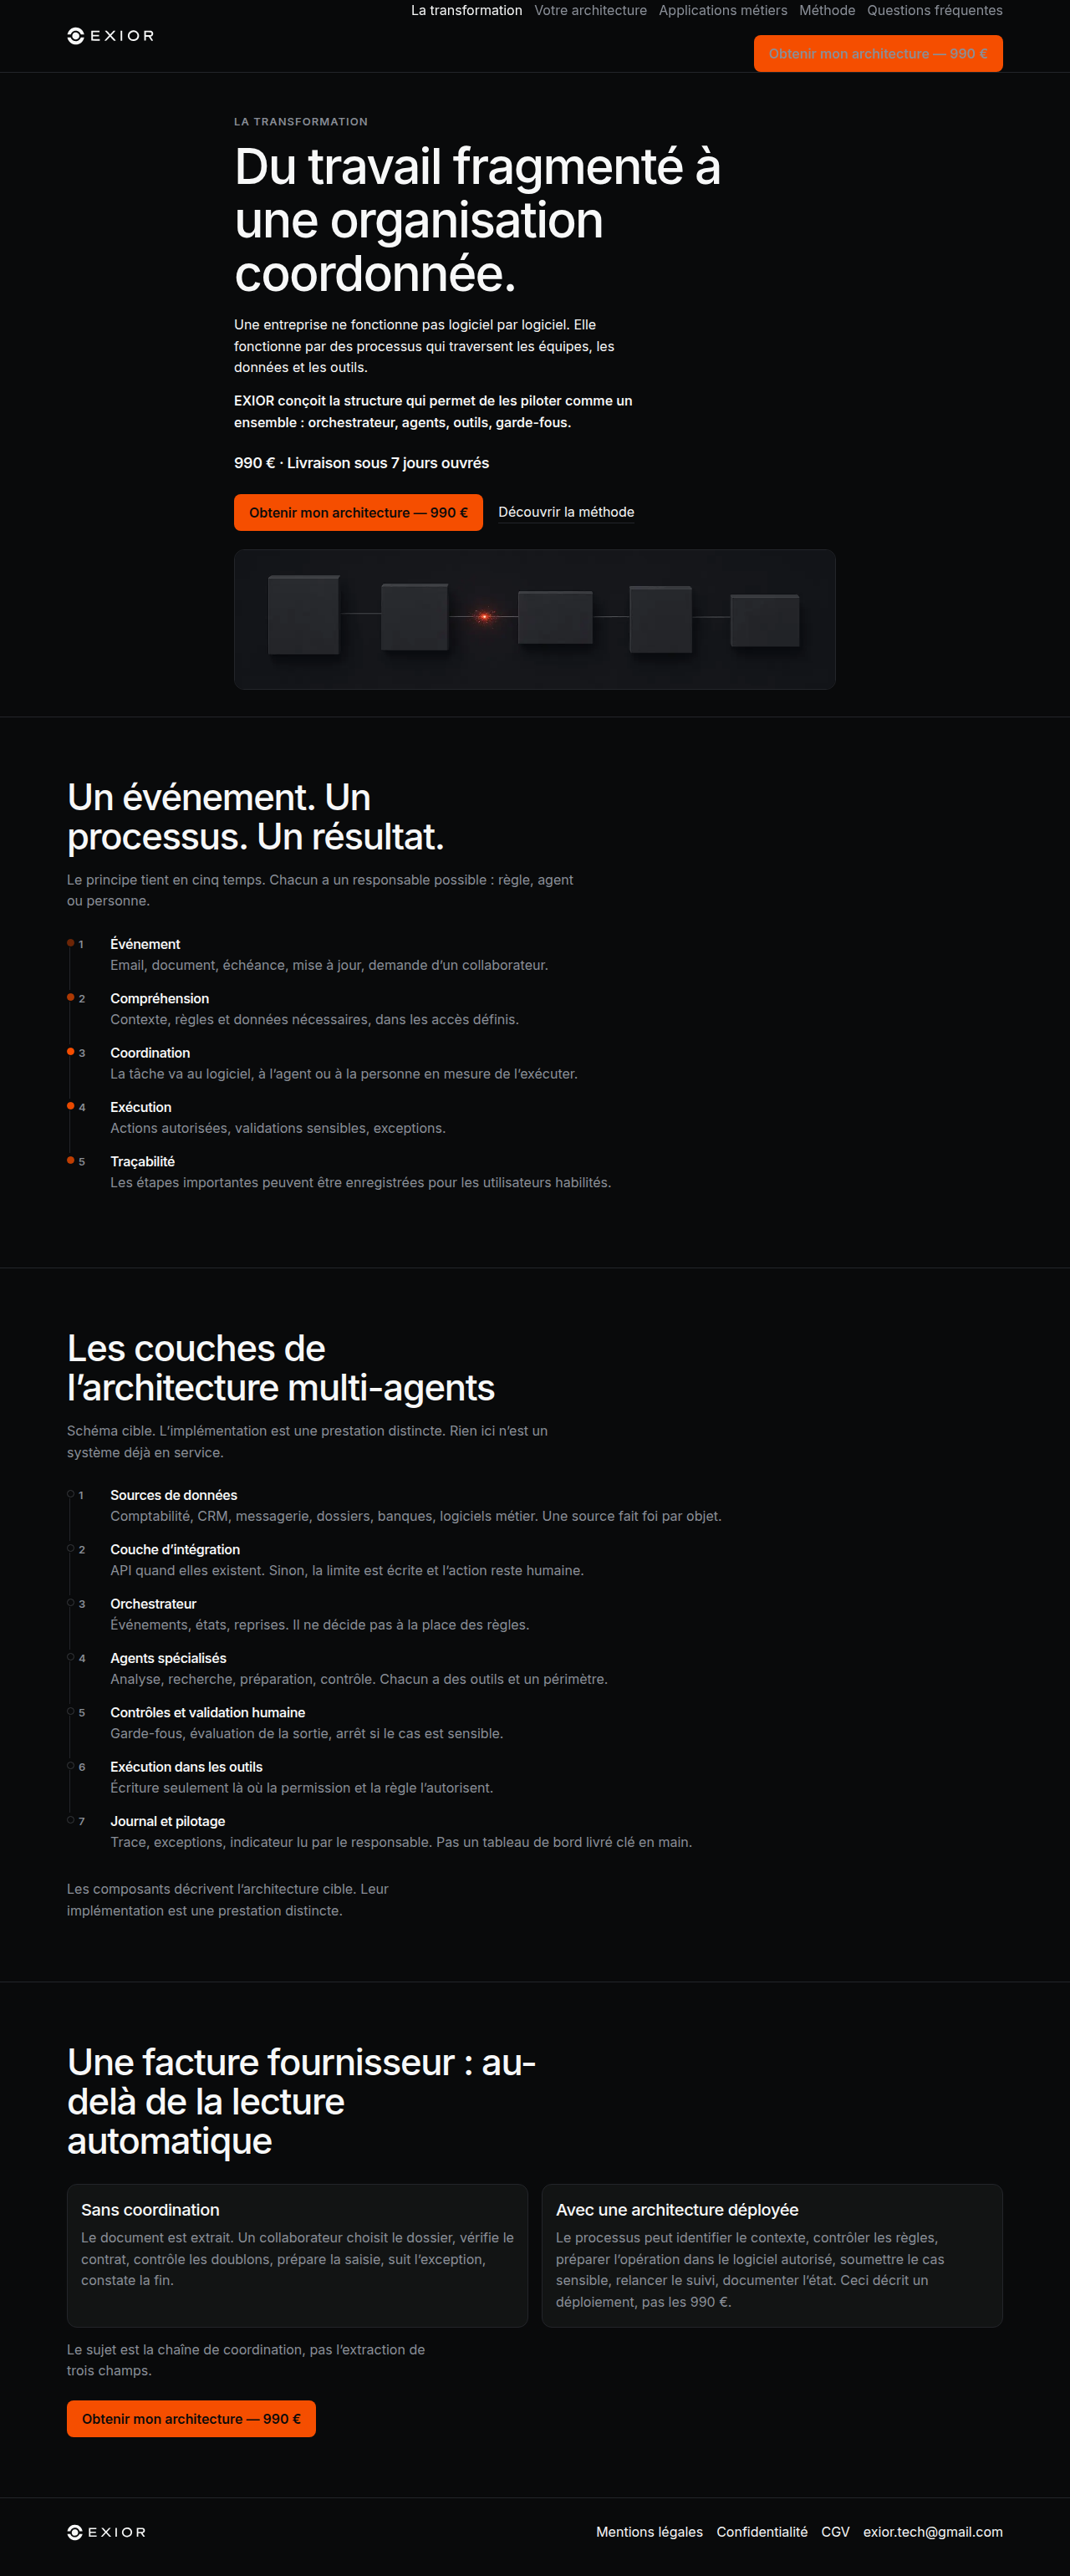 EXIOR
La transformation Votre architecture Applications métiers Méthode Questions fréquentes
Obtenir mon architecture — 990 €
LA TRANSFORMATION
Du travail fragmenté à
une organisation
coordonnée.
Une entreprise ne fonctionne pas logiciel par logiciel. Elle
fonctionne par des processus qui traversent les équipes, les
données et les outils.
EXIOR conçoit la structure qui permet de les piloter comme un
ensemble : orchestrateur, agents, outils, garde-fous.
990 € · Livraison sous 7 jours ouvrés
Obtenir mon architecture — 990 € Découvrir la méthode
Un événement. Un
processus. Un résultat.
Le principe tient en cinq temps. Chacun a un responsable possible : règle, agent
ou personne.
1 Événement
Email, document, échéance, mise à jour, demande d’un collaborateur.
2 Compréhension
Contexte, règles et données nécessaires, dans les accès définis.
3 Coordination
La tâche va au logiciel, à l’agent ou à la personne en mesure de l’exécuter.
4 Exécution
Actions autorisées, validations sensibles, exceptions.
5 Traçabilité
Les étapes importantes peuvent être enregistrées pour les utilisateurs habilités.
Les couches de
l’architecture multi-agents
Schéma cible. L’implémentation est une prestation distincte. Rien ici n’est un
système déjà en service.
1 Sources de données
Comptabilité, CRM, messagerie, dossiers, banques, logiciels métier. Une source fait foi par objet.
2 Couche d’intégration
API quand elles existent. Sinon, la limite est écrite et l’action reste humaine.
3 Orchestrateur
Événements, états, reprises. Il ne décide pas à la place des règles.
4 Agents spécialisés
Analyse, recherche, préparation, contrôle. Chacun a des outils et un périmètre.
5 Contrôles et validation humaine
Garde-fous, évaluation de la sortie, arrêt si le cas est sensible.
6 Exécution dans les outils
Écriture seulement là où la permission et la règle l’autorisent.
7 Journal et pilotage
Trace, exceptions, indicateur lu par le responsable. Pas un tableau de bord livré clé en main.
Les composants décrivent l’architecture cible. Leur
implémentation est une prestation distincte.
Une facture fournisseur : au-
delà de la lecture
automatique
Sans coordination
Le document est extrait. Un collaborateur choisit le dossier, vérifie le
contrat, contrôle les doublons, prépare la saisie, suit l’exception,
constate la fin.
Avec une architecture déployée
Le processus peut identifier le contexte, contrôler les règles,
préparer l’opération dans le logiciel autorisé, soumettre le cas
sensible, relancer le suivi, documenter l’état. Ceci décrit un
déploiement, pas les 990 €.
Le sujet est la chaîne de coordination, pas l’extraction de
trois champs.
Obtenir mon architecture — 990 €
EXIOR
Mentions légales Confidentialité CGV exior.tech@gmail.com